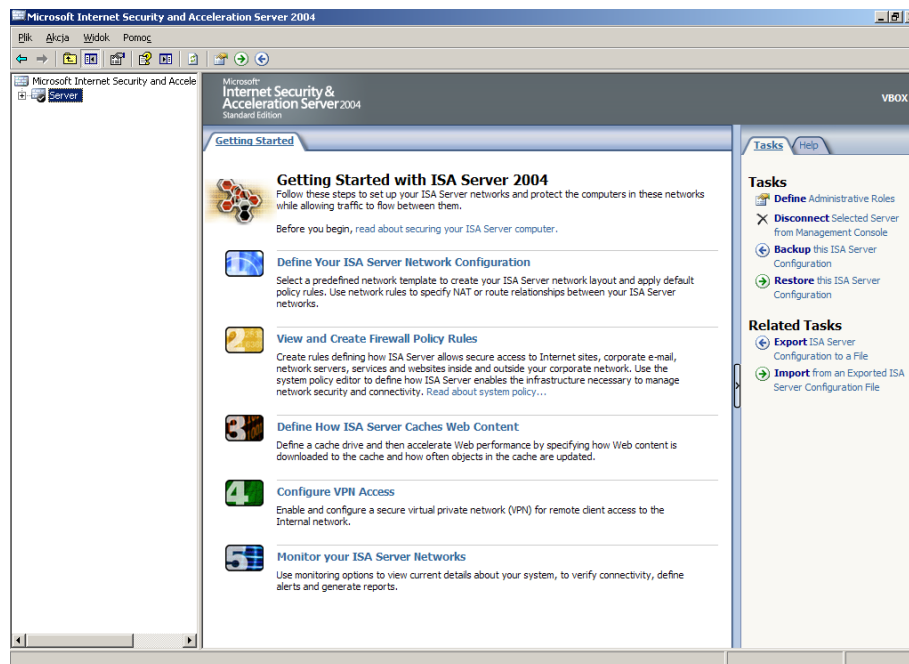 Microsoft Internet Security and Acceleration Server 2004
Plik Akcja Widok Pomoc
Microsoft Internet Security and Accele
Server
Microsoft
Internet Security &
Acceleration Server 2004
Standard Edition
VBOX
Getting Started
Getting Started with ISA Server 2004
Follow these steps to set up your ISA Server networks and protect the computers in these networks
while allowing traffic to flow between them.
Before you begin, read about securing your ISA Server computer.
1
Define Your ISA Server Network Configuration
Select a predefined network template to create your ISA Server network layout and apply default
policy rules. Use network rules to specify NAT or route relationships between your ISA Server
networks.
2
View and Create Firewall Policy Rules
Create rules defining how ISA Server allows secure access to Internet sites, corporate e-mail,
network servers, services and websites inside and outside your corporate network. Use the
system policy editor to define how ISA Server enables the infrastructure necessary to manage
network security and connectivity. Read about system policy...
3
Define How ISA Server Caches Web Content
Define a cache drive and then accelerate Web performance by specifying how Web content is
downloaded to the cache and how often objects in the cache are updated.
4
Configure VPN Access
Enable and configure a secure virtual private network (VPN) for remote client access to the
Internal network.
5
Monitor your ISA Server Networks
Use monitoring options to view current details about your system, to verify connectivity, define
alerts and generate reports.
Tasks Help
Tasks
Define Administrative Roles
Disconnect Selected Server
from Management Console
Backup this ISA Server
Configuration
Restore this ISA Server
Configuration
Related Tasks
Export ISA Server
Configuration to a File
Import from an Exported ISA
Server Configuration File